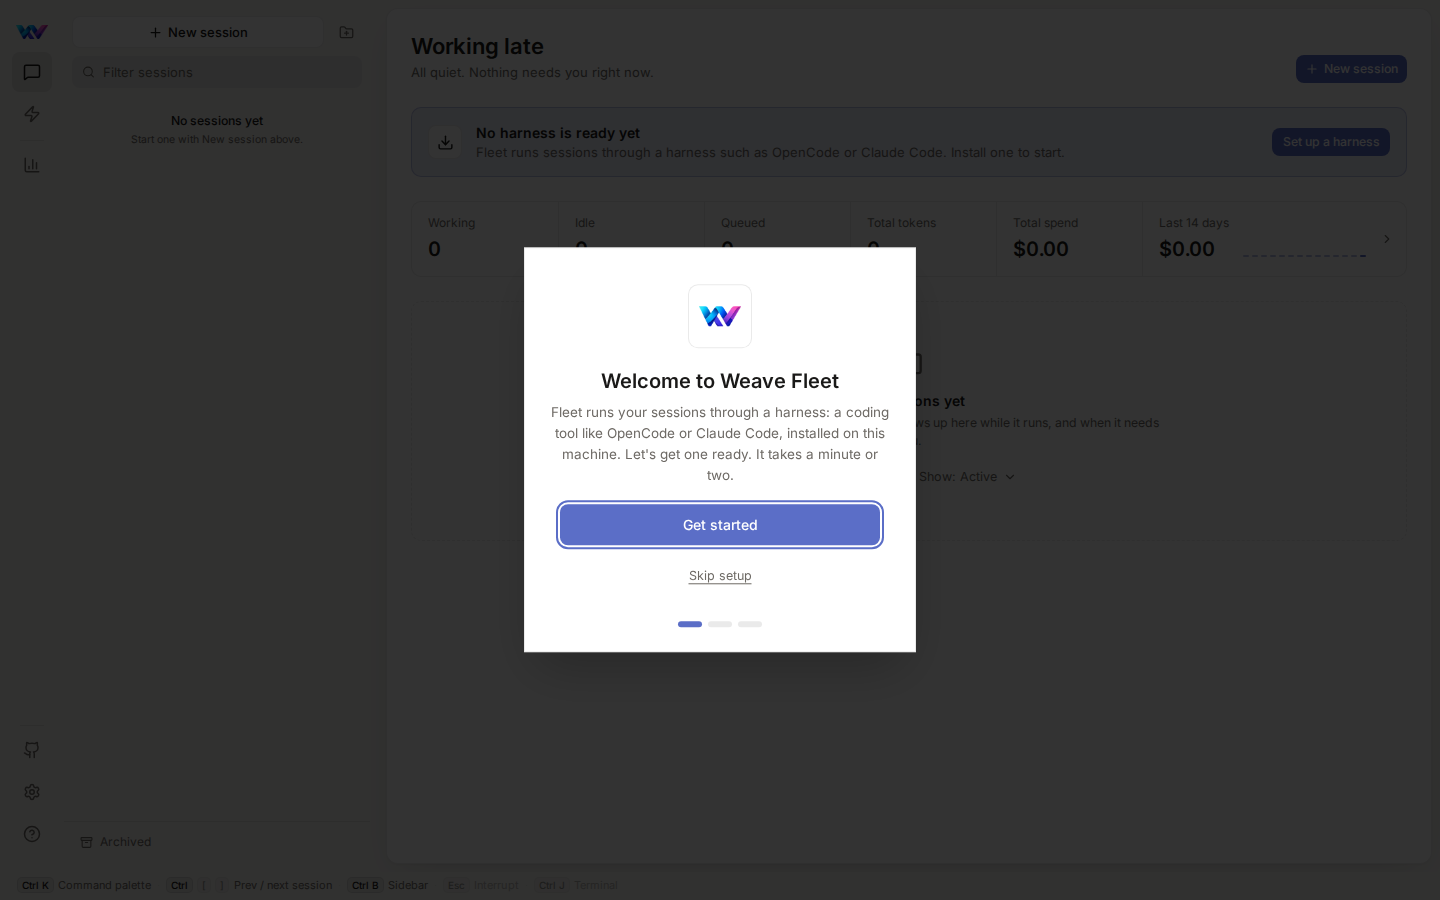 New session
Filter sessions
No sessions yet
Start one with New session above.
Archived
Working late
All quiet. Nothing needs you right now.
New session
No harness is ready yet
Fleet runs sessions through a harness such as OpenCode or Claude Code. Install one to start.
Set up a harness
Working
0
Idle
Queued
Total tokens
Total spend
$0.00
Last 14 days
$0.00
Welcome to Weave Fleet
Fleet runs your sessions through a harness: a coding
tool like OpenCode or Claude Code, installed on this
machine. Let's get one ready. It takes a minute or
two.
Get started
Skip setup
yet
up here while it runs, and when it needs
Show: Active
Ctrl K Command palette
Ctrl [ ] Prev / next session
Ctrl B Sidebar
Esc Interrupt
Ctrl J Terminal